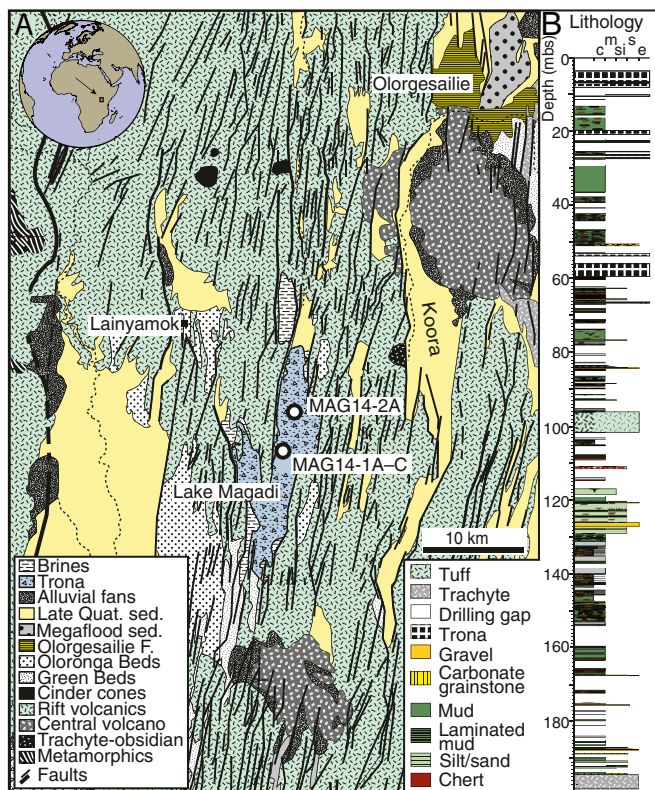 A
Olorgesailie
Lainyamok
Koora
MAG14-2A
MAG14-1A–C
Lake Magadi
10 km
Brines
Trona
Alluvial fans
Late Quat. sed.
Megaflood sed.
Olorgesailie F.
Oloronga Beds
Green Beds
Cinder cones
Rift volcanics
Central volcano
Trachyte-obsidian
Metamorphics
Faults
Tuff
Trachyte
Drilling gap
Trona
Gravel
Carbonate
grainstone
Mud
Laminated
mud
Silt/sand
Chert
B
Lithology
c m si s e
Depth (mbs)
0
20
40
60
80
100
120
140
160
180